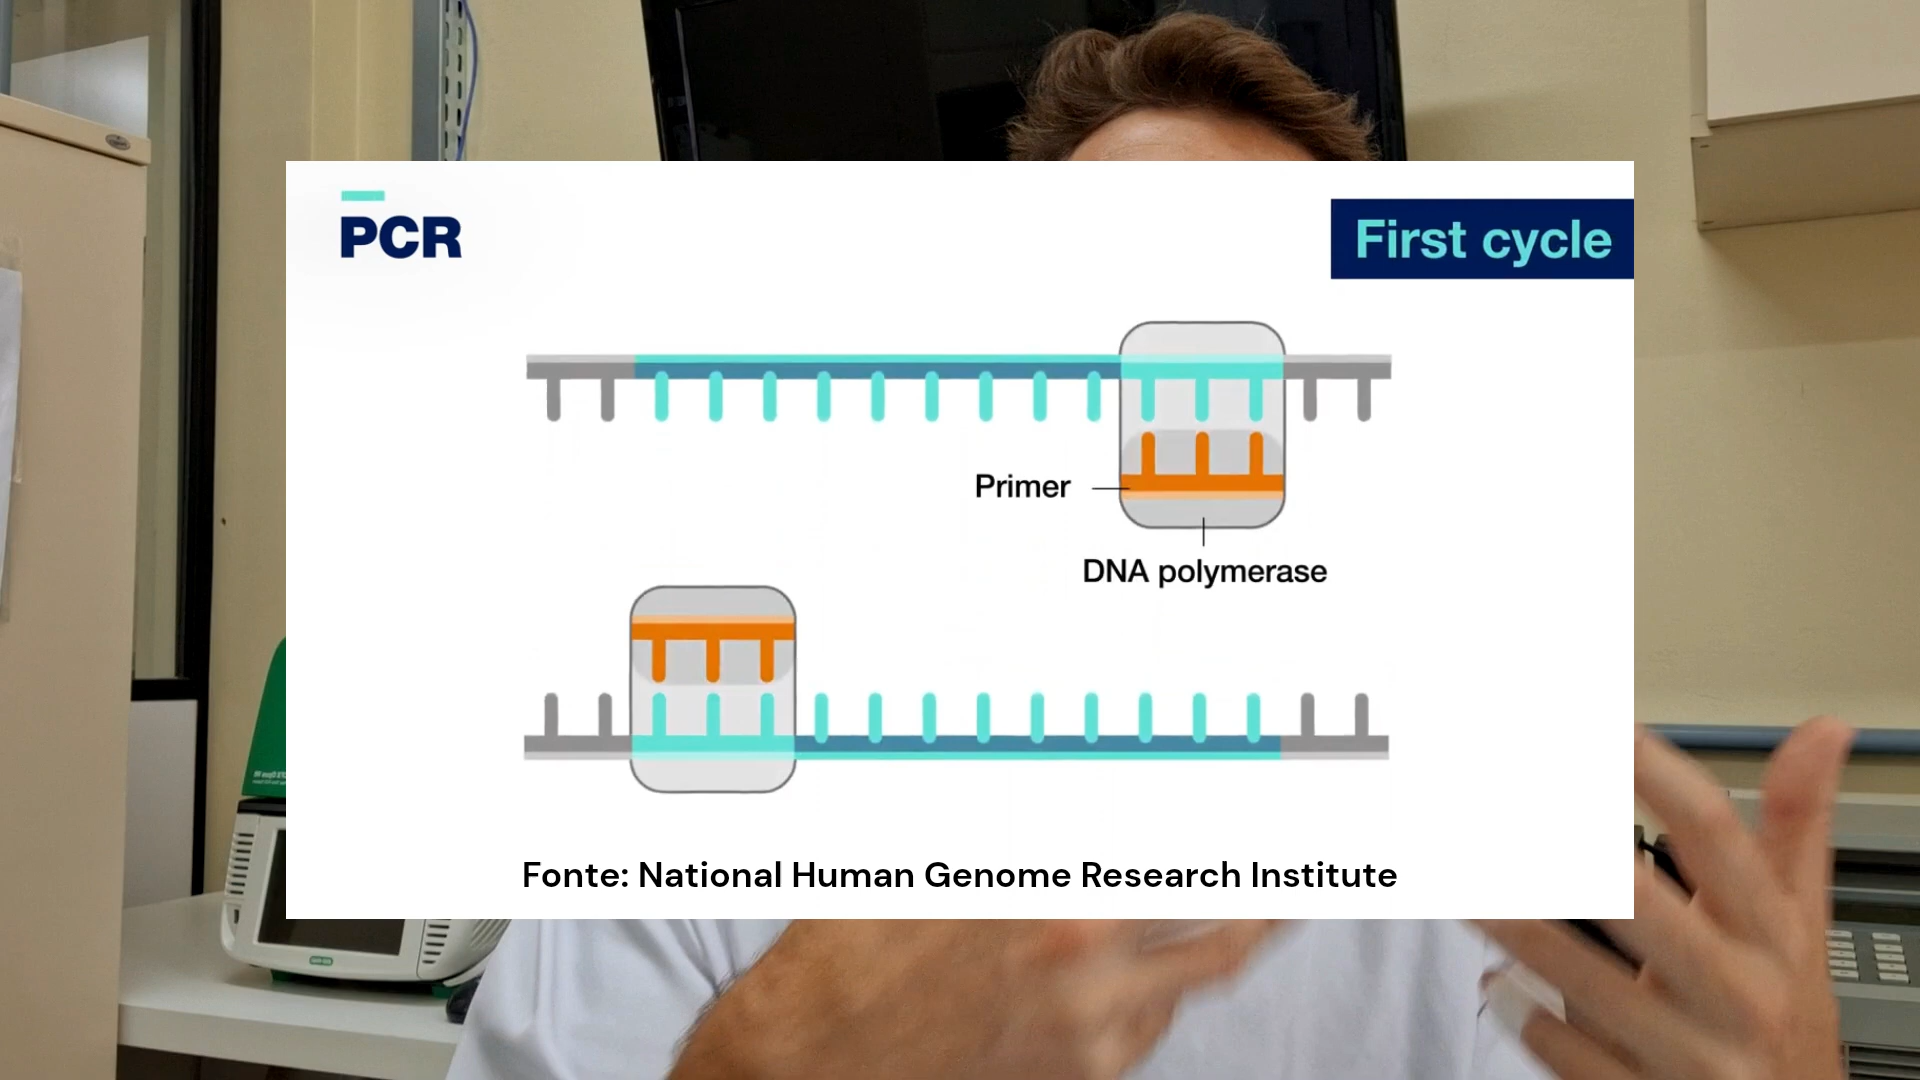 PCR
First cycle
Primer
DNA polymerase
Fonte: National Human Genome Research Institute